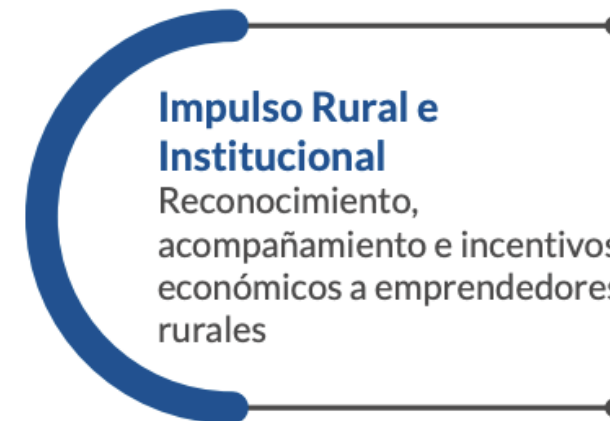 Impulso Rural e
Institucional
Reconocimiento,
acompañamiento e incentivos
económicos a emprendedores
rurales